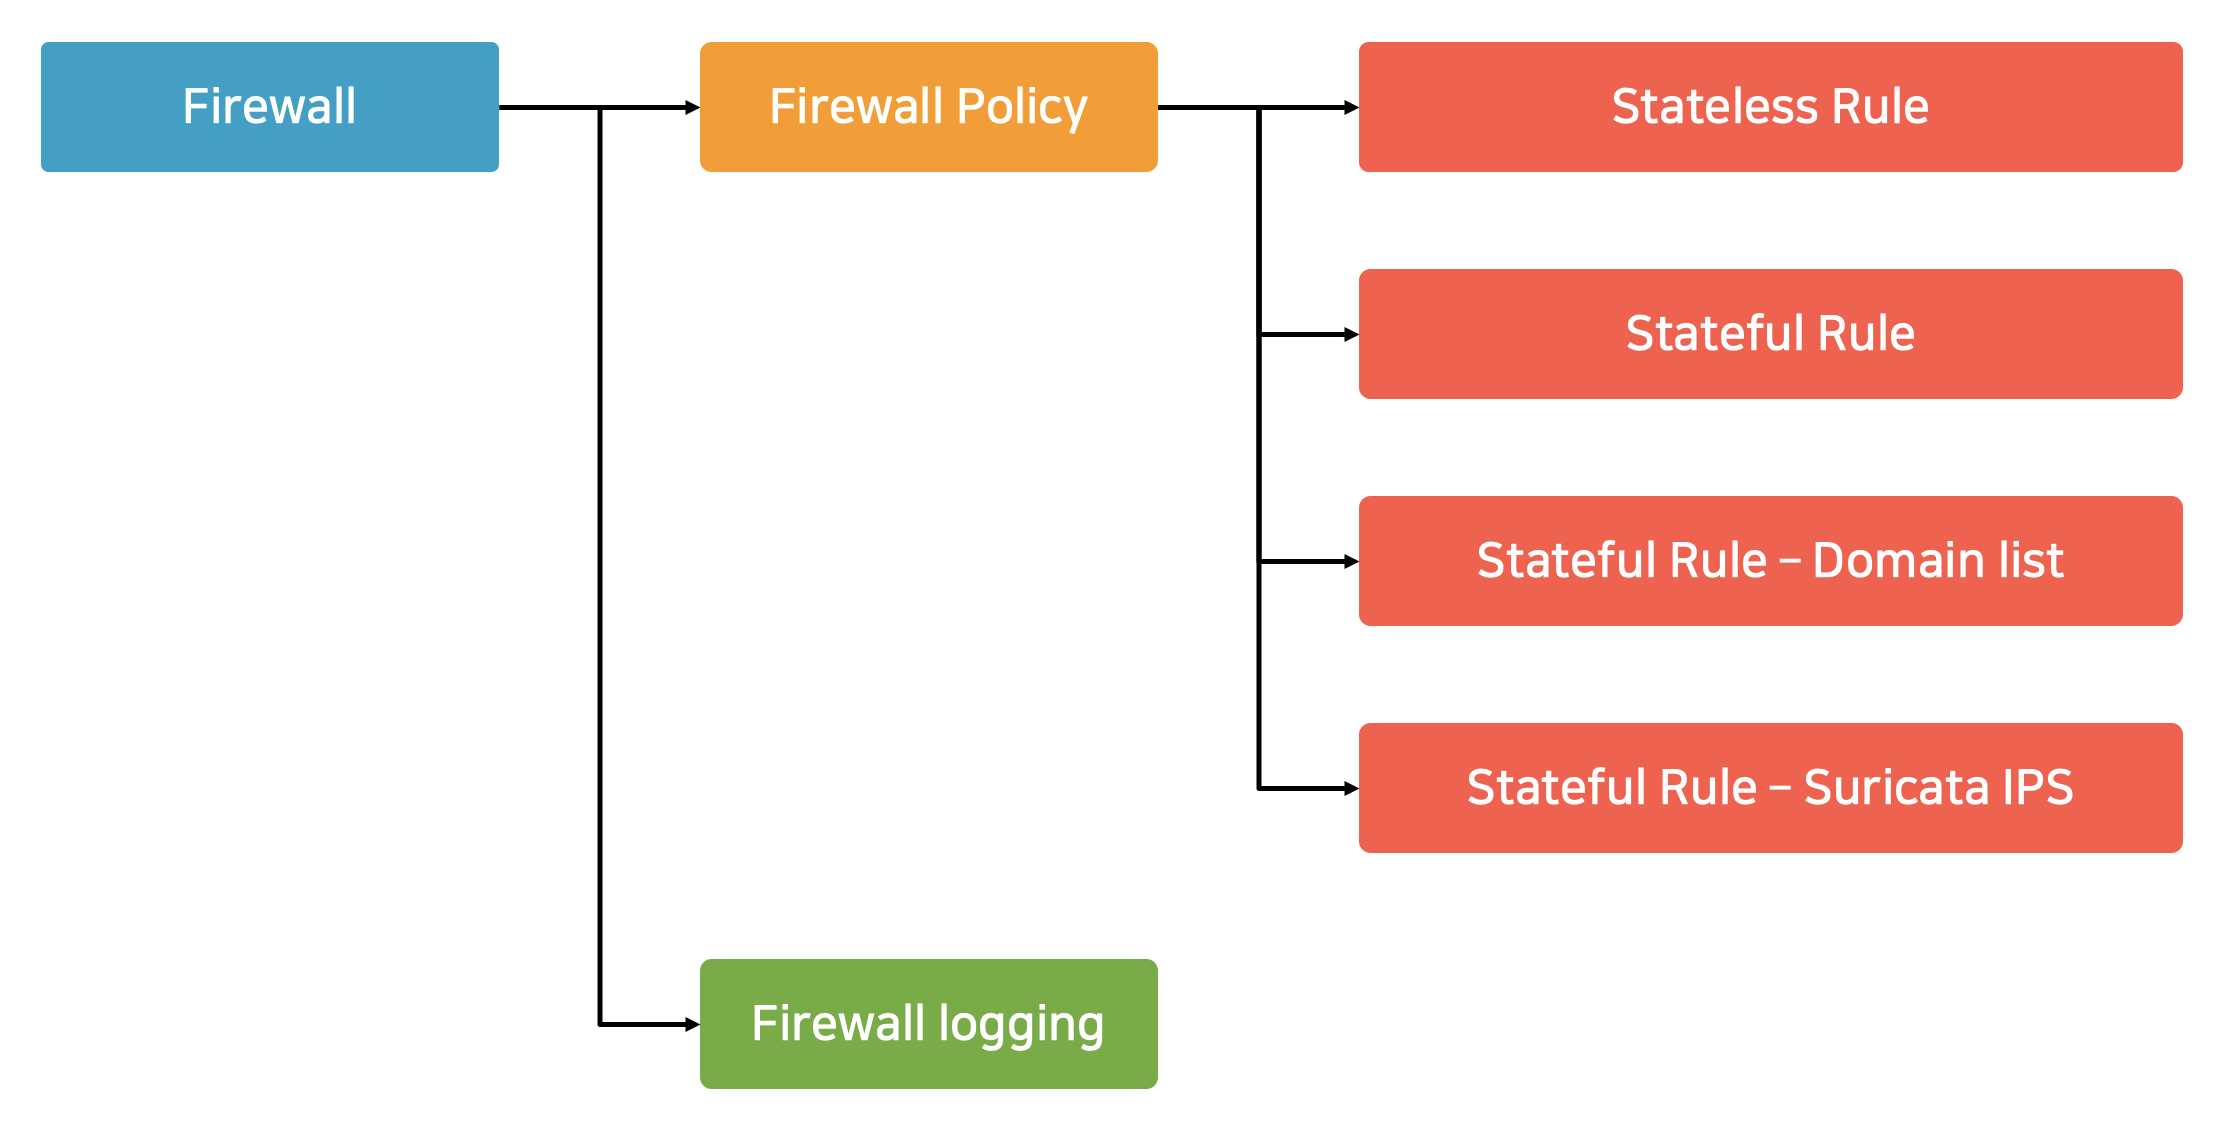 Firewall
Firewall Policy
Stateless Rule
Stateful Rule
Stateful Rule – Domain list
Stateful Rule – Suricata IPS
Firewall logging